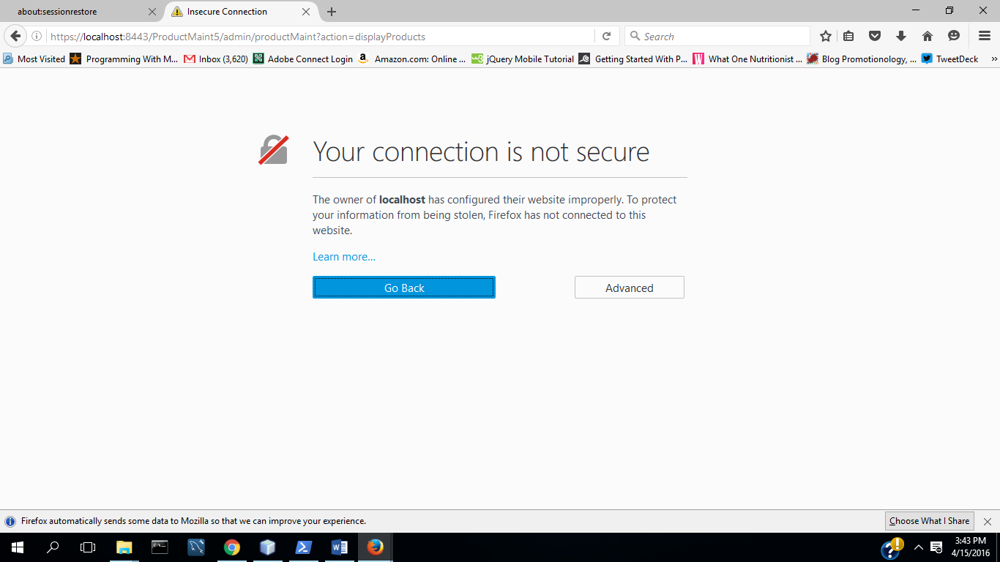 about:sessionrestore
Insecure Connection
https://localhost:8443/ProductMaint5/admin/productMaint?action=displayProducts
Search
Most Visited
Programming With M...
Inbox (3,620)
Adobe Connect Login
Amazon.com: Online ...
jQuery Mobile Tutorial
Getting Started With P...
What One Nutritionist ...
Blog Promotionology, ...
TweetDeck
Your connection is not secure
The owner of localhost has configured their website improperly. To protect
your information from being stolen, Firefox has not connected to this
website.
Learn more...
Go Back
Advanced
Firefox automatically sends some data to Mozilla so that we can improve your experience.
Choose What I Share
3:43 PM
4/15/2016